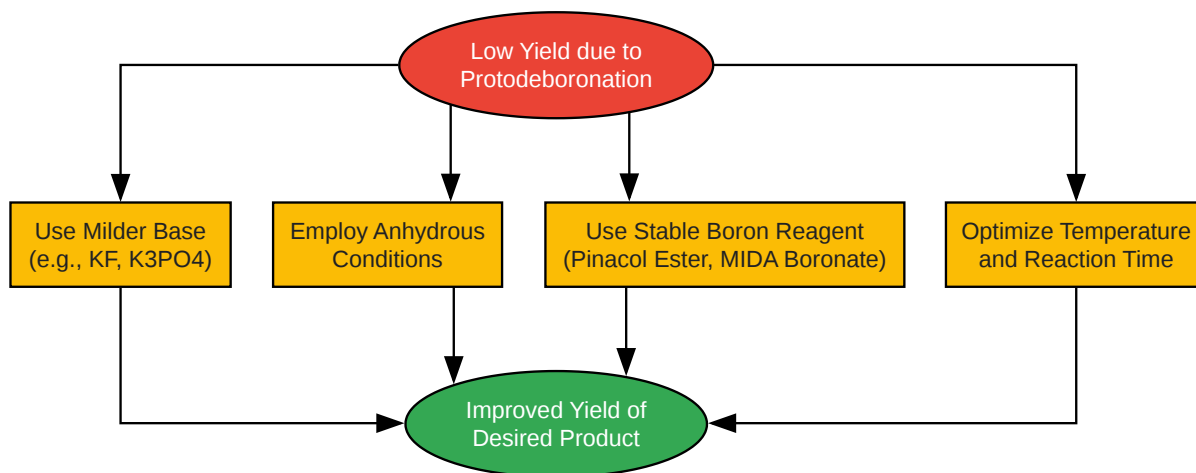 Low Yield due to
Protodeboronation
Use Milder Base
(e.g., KF, K3PO4)
Employ Anhydrous
Conditions
Use Stable Boron Reagent
(Pinacol Ester, MIDA Boronate)
Optimize Temperature
and Reaction Time
Improved Yield of
Desired Product